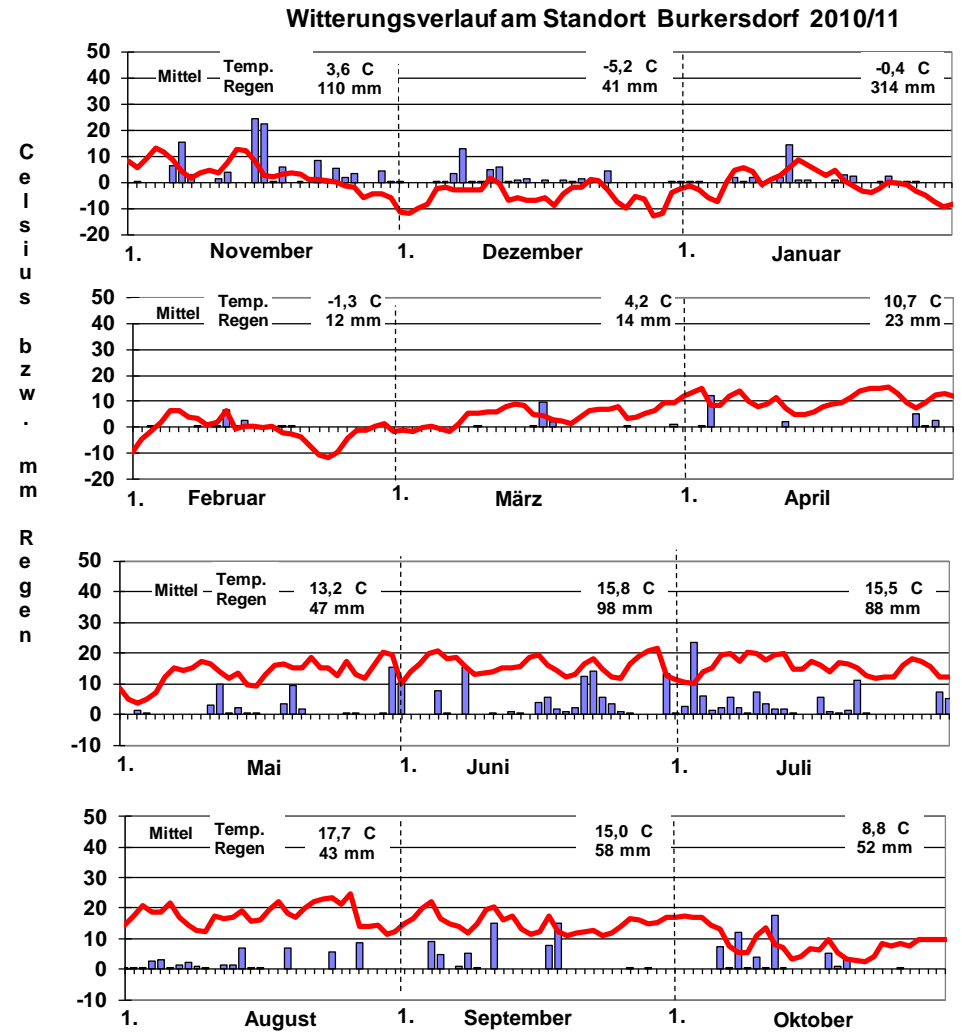 Witterungsverlauf am Standort Burkersdorf 2010/11
Celsius bzw. mm Regen
50
40
30
20
10
0
-10
-20
Mittel Temp. 3,6 C -5,2 C -0,4 C
Regen 110 mm 41 mm 314 mm
1. November 1. Dezember 1. Januar
50
40
30
20
10
0
-10
-20
Mittel Temp. -1,3 C 4,2 C 10,7 C
Regen 12 mm 14 mm 23 mm
1. Februar 1. März 1. April
50
40
30
20
10
0
-10
Mittel Temp. 13,2 C 15,8 C 15,5 C
Regen 47 mm 98 mm 88 mm
1. Mai 1. Juni 1. Juli
50
40
30
20
10
0
-10
Mittel Temp. 17,7 C 15,0 C 8,8 C
Regen 43 mm 58 mm 52 mm
1. August 1. September 1. Oktober